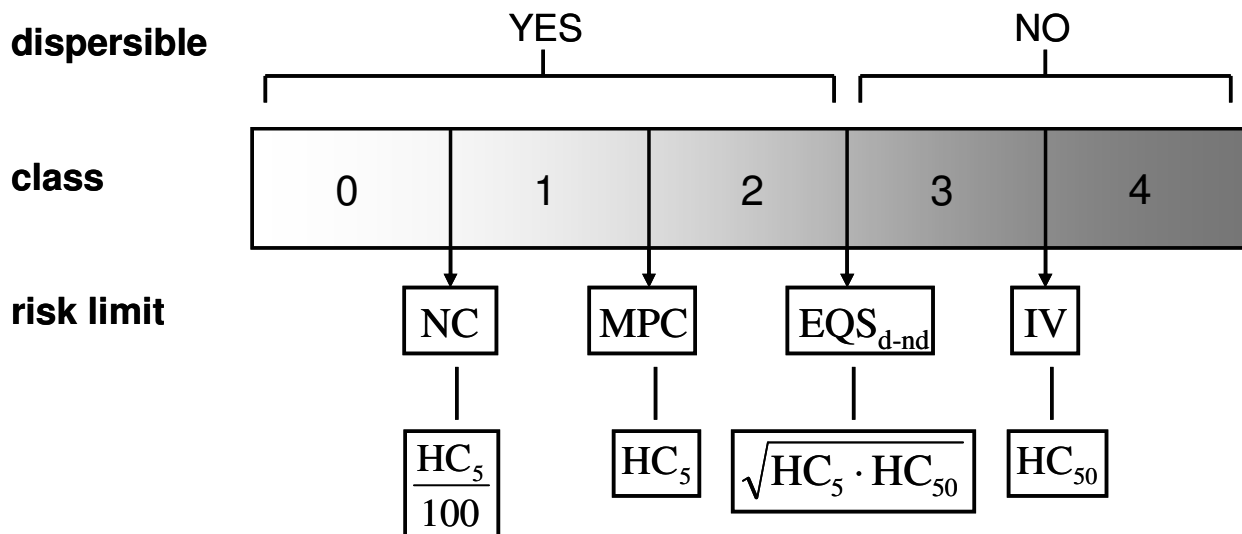 dispersible YES NO
class 0 1 2 3 4
risk limit NC MPC EQS_d-nd IV
HC₅/100 HC₅ √(HC₅ · HC₅₀) HC₅₀